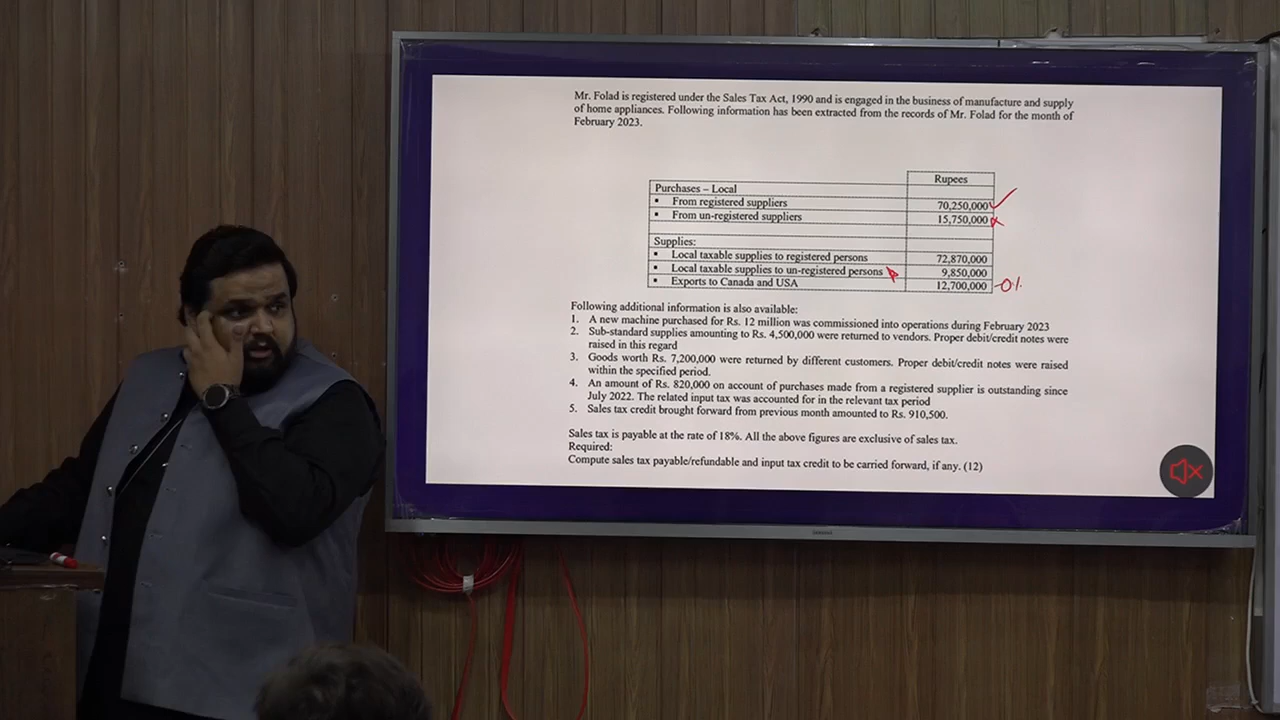 Mr. Folad is registered under the Sales Tax Act, 1990 and is engaged in the business of manufacture and supply
of home appliances. Following information has been extracted from the records of Mr. Folad for the month of
February 2023.
Rupees
Purchases – Local
▪ From registered suppliers 70,250,000 ✓
▪ From un-registered suppliers 15,750,000 x
Supplies:
▪ Local taxable supplies to registered persons 72,870,000
▪ Local taxable supplies to un-registered persons 9,850,000
▪ Exports to Canada and USA 12,700,000 -0%
Following additional information is also available:
1. A new machine purchased for Rs. 12 million was commissioned into operations during February 2023
2. Sub-standard supplies amounting to Rs. 4,500,000 were returned to vendors. Proper debit/credit notes were
raised in this regard
3. Goods worth Rs. 7,200,000 were returned by different customers. Proper debit/credit notes were raised
within the specified period.
4. An amount of Rs. 820,000 on account of purchases made from a registered supplier is outstanding since
July 2022. The related input tax was accounted for in the relevant tax period
5. Sales tax credit brought forward from previous month amounted to Rs. 910,500.
Sales tax is payable at the rate of 18%. All the above figures are exclusive of sales tax.
Required:
Compute sales tax payable/refundable and input tax credit to be carried forward, if any. (12)